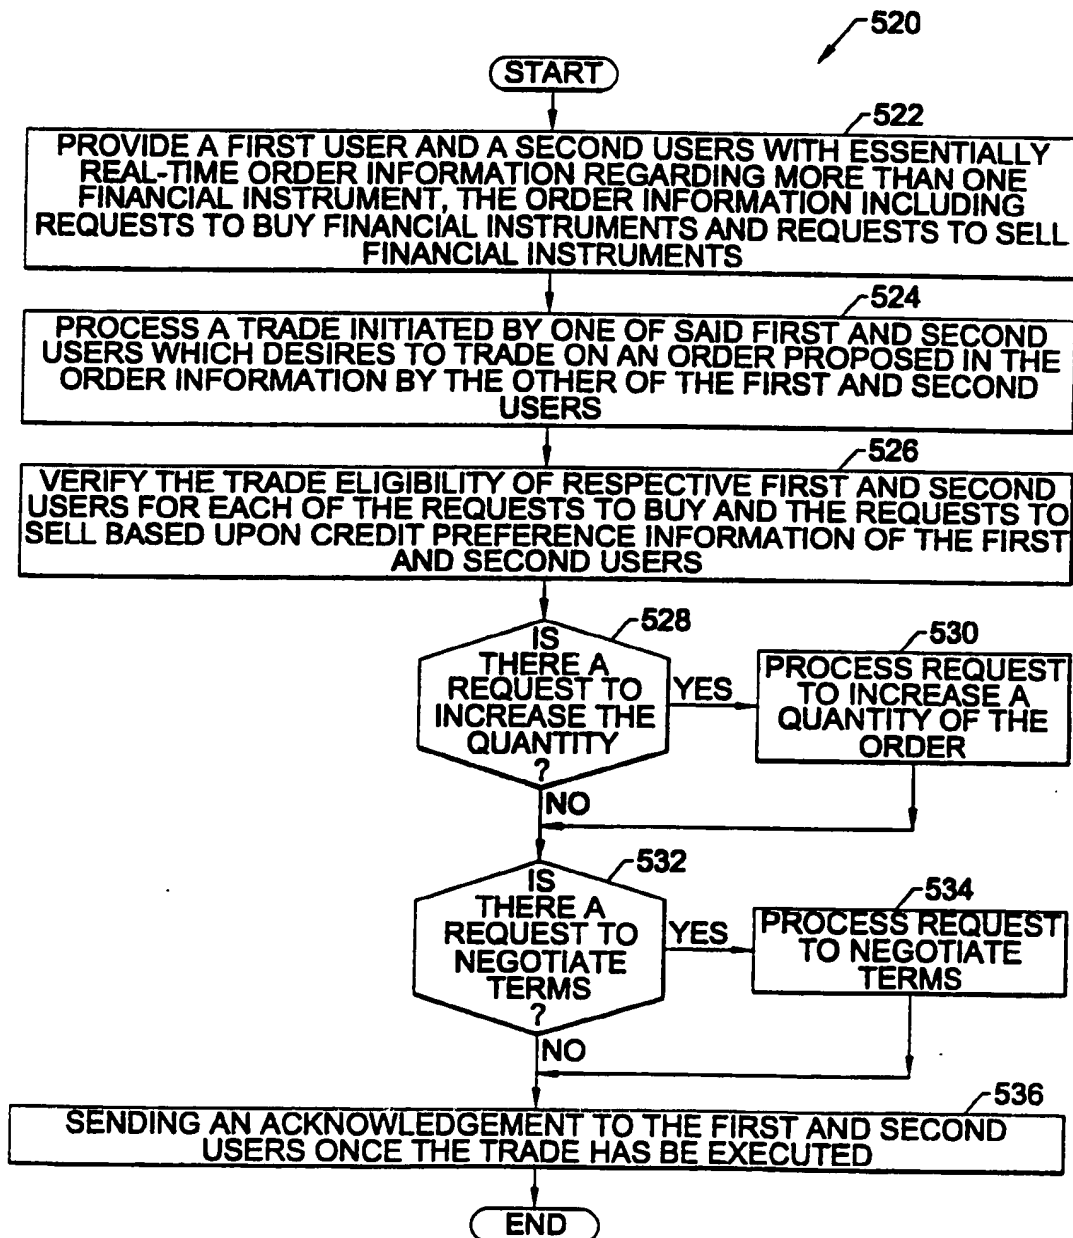 520
START
522
PROVIDE A FIRST USER AND A SECOND USERS WITH ESSENTIALLY
REAL-TIME ORDER INFORMATION REGARDING MORE THAN ONE
FINANCIAL INSTRUMENT, THE ORDER INFORMATION INCLUDING
REQUESTS TO BUY FINANCIAL INSTRUMENTS AND REQUESTS TO SELL
FINANCIAL INSTRUMENTS
524
PROCESS A TRADE INITIATED BY ONE OF SAID FIRST AND SECOND
USERS WHICH DESIRES TO TRADE ON AN ORDER PROPOSED IN THE
ORDER INFORMATION BY THE OTHER OF THE FIRST AND SECOND
USERS
526
VERIFY THE TRADE ELIGIBILITY OF RESPECTIVE FIRST AND SECOND
USERS FOR EACH OF THE REQUESTS TO BUY AND THE REQUESTS TO
SELL BASED UPON CREDIT PREFERENCE INFORMATION OF THE FIRST
AND SECOND USERS
528
IS
THERE A
REQUEST TO
INCREASE THE
QUANTITY
?
YES
530
PROCESS REQUEST
TO INCREASE A
QUANTITY OF THE
ORDER
NO
532
IS
THERE A
REQUEST TO
NEGOTIATE
TERMS
?
YES
534
PROCESS REQUEST
TO NEGOTIATE
TERMS
NO
536
SENDING AN ACKNOWLEDGEMENT TO THE FIRST AND SECOND
USERS ONCE THE TRADE HAS BE EXECUTED
END